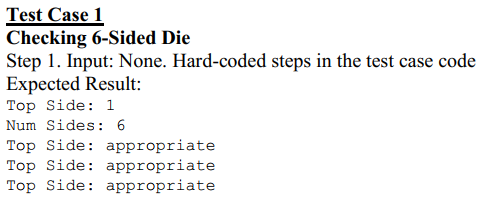 Test Case 1
Checking 6-Sided Die
Step 1. Input: None. Hard-coded steps in the test case code
Expected Result:
Top Side: 1
Num Sides: 6
Top Side: appropriate
Top Side: appropriate
Top Side: appropriate